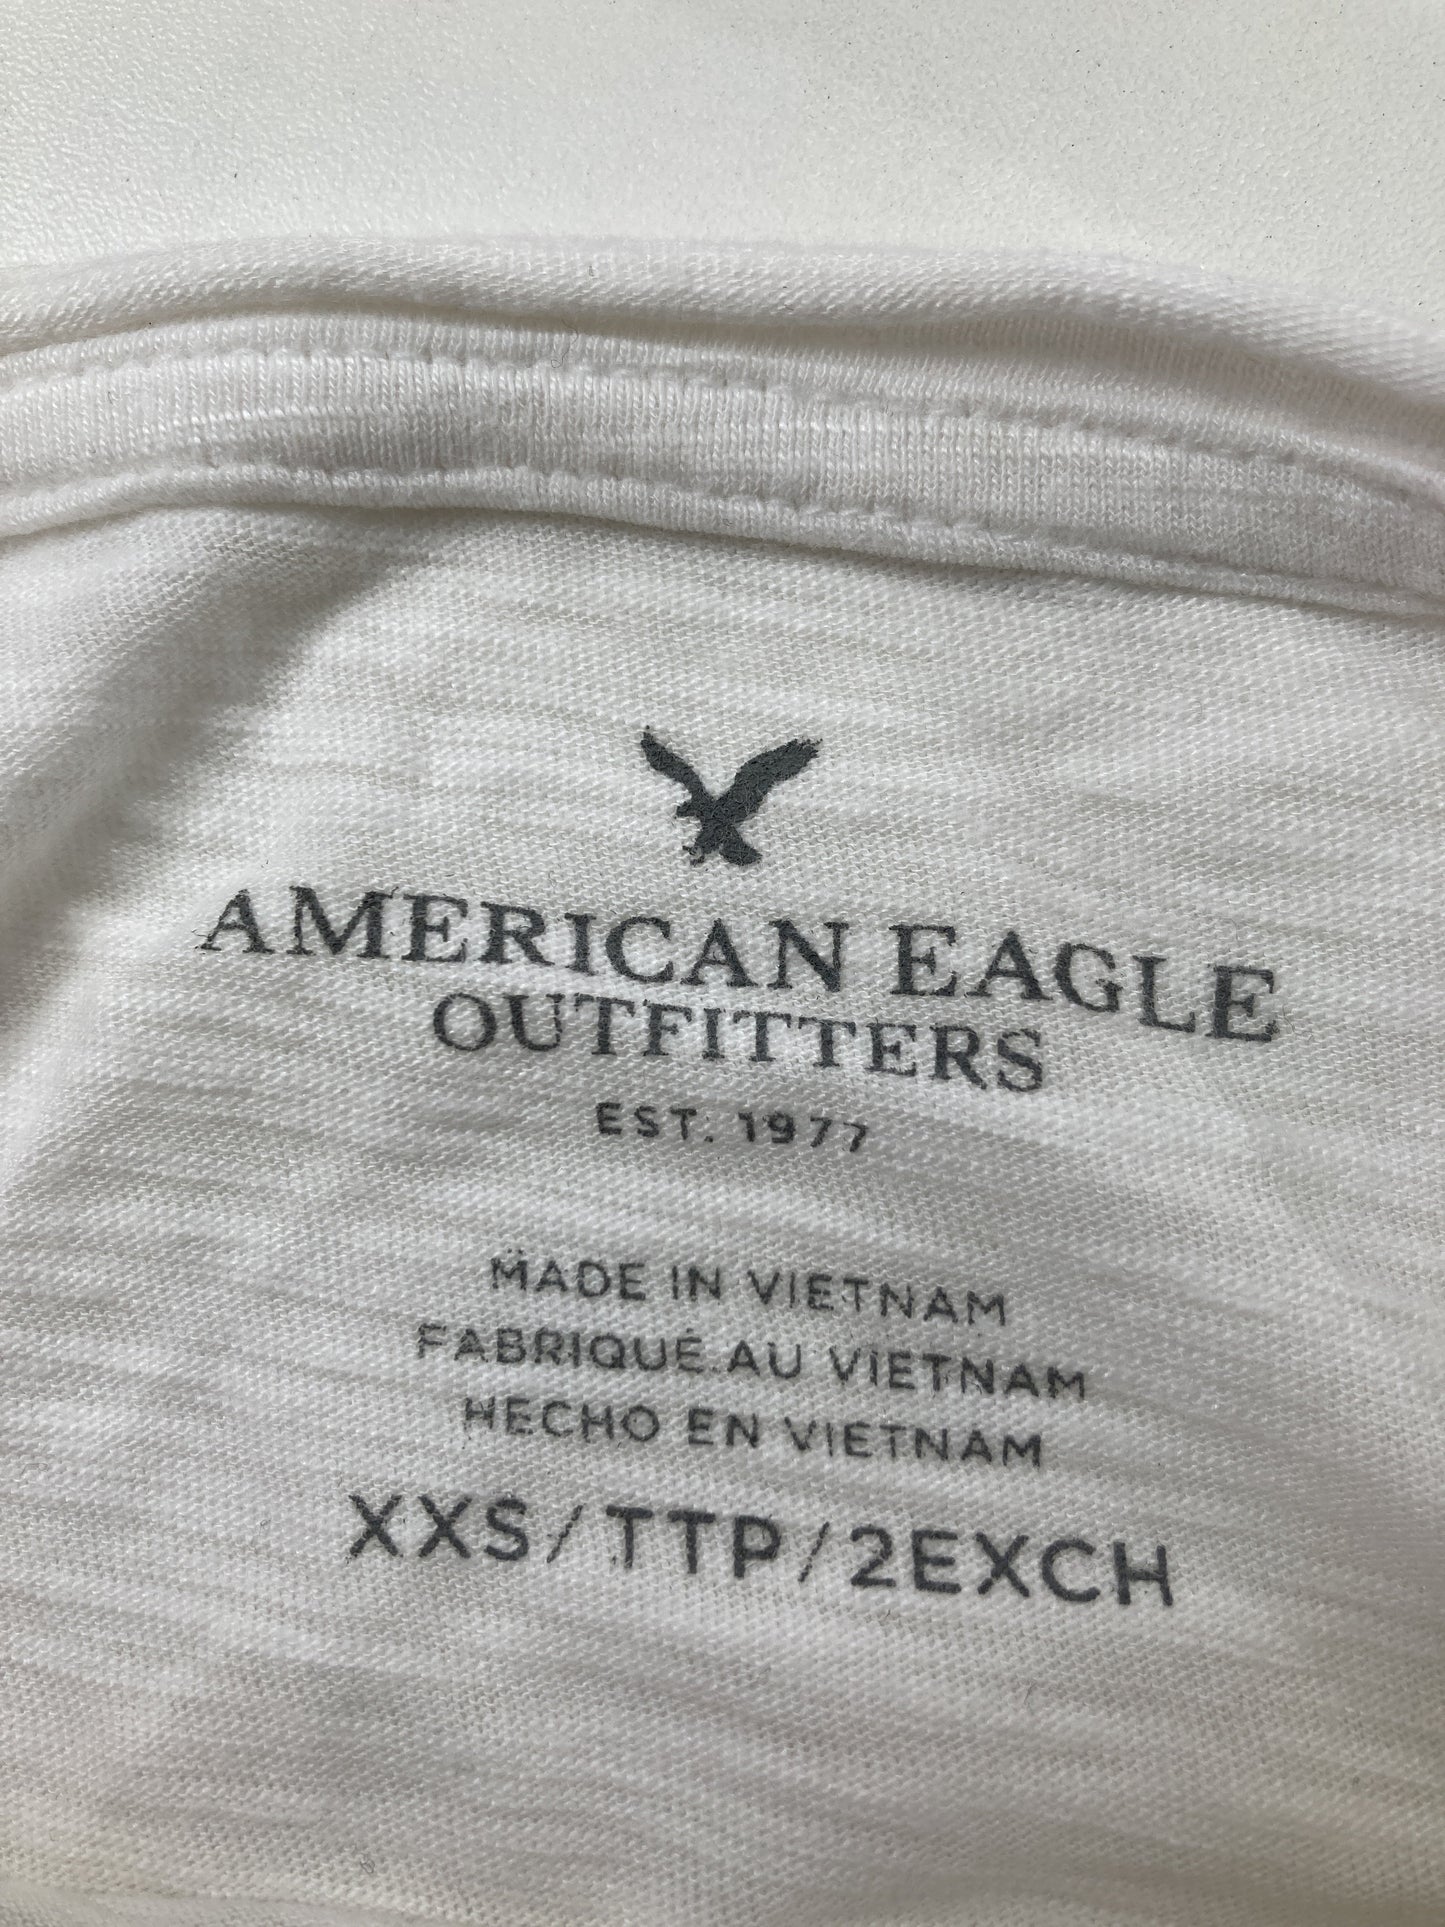 AMERICAN EAGLE
OUTFITTERS
EST. 1977
MADE IN VIETNAM
FABRIQUÉ AU VIETNAM
HECHO EN VIETNAM
XXS/TTP/2EXCH